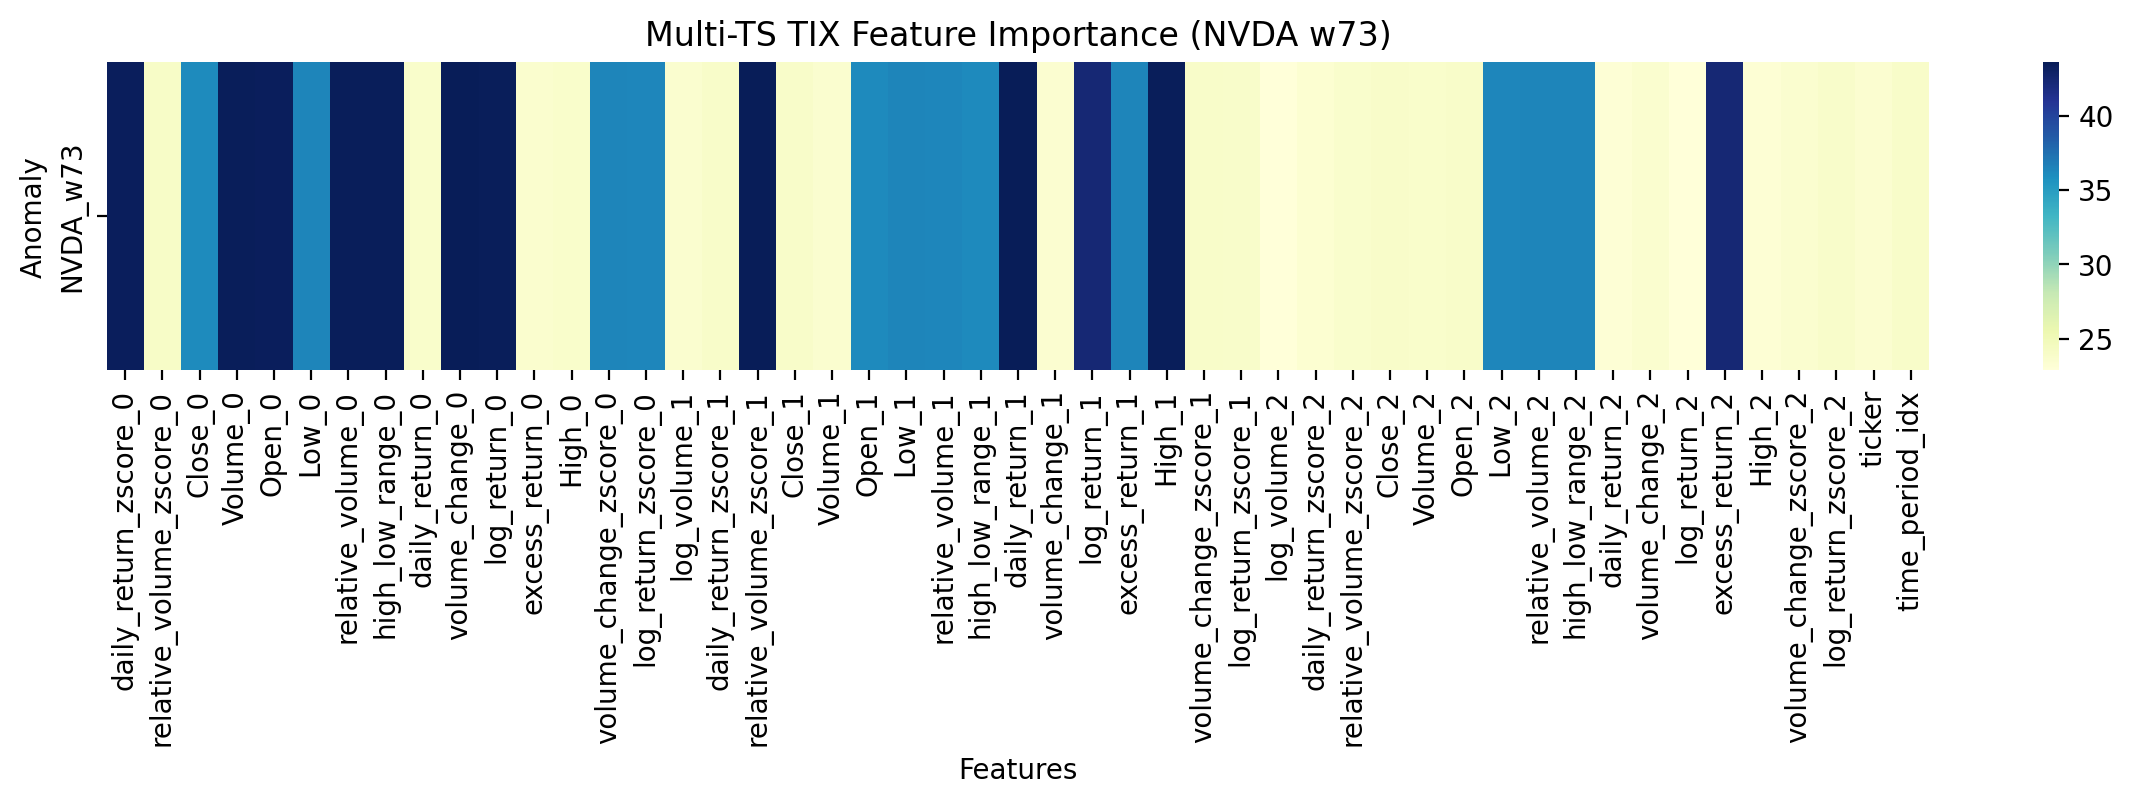 Multi-TS TIX Feature Importance (NVDA w73)
Anomaly
NVDA_w73
40
35
30
25
daily_return_zscore_0
relative_volume_zscore_0
Close_0
Volume_0
Open_0
Low_0
relative_volume_0
high_low_range_0
daily_return_0
volume_change_0
log_return_0
excess_return_0
High_0
volume_change_zscore_0
log_return_zscore_0
log_volume_1
daily_return_zscore_1
relative_volume_zscore_1
Close_1
Volume_1
Open_1
Low_1
relative_volume_1
high_low_range_1
daily_return_1
volume_change_1
log_return_1
excess_return_1
High_1
volume_change_zscore_1
log_return_zscore_1
log_volume_2
daily_return_zscore_2
relative_volume_zscore_2
Close_2
Volume_2
Open_2
Low_2
relative_volume_2
high_low_range_2
daily_return_2
volume_change_2
log_return_2
excess_return_2
High_2
volume_change_zscore_2
log_return_zscore_2
ticker
time_period_idx
Features